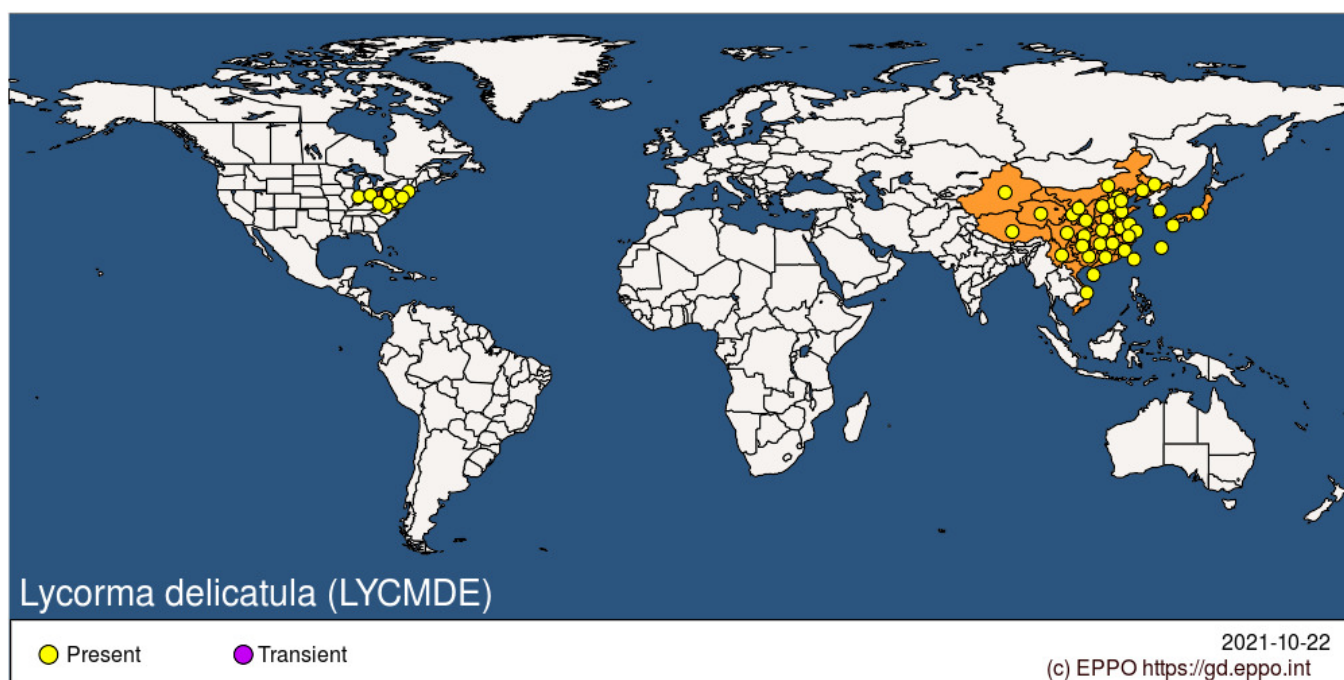 Lycorma delicatula (LYCMDE)
Present
Transient
2021-10-22
(c) EPPO https://gd.eppo.int